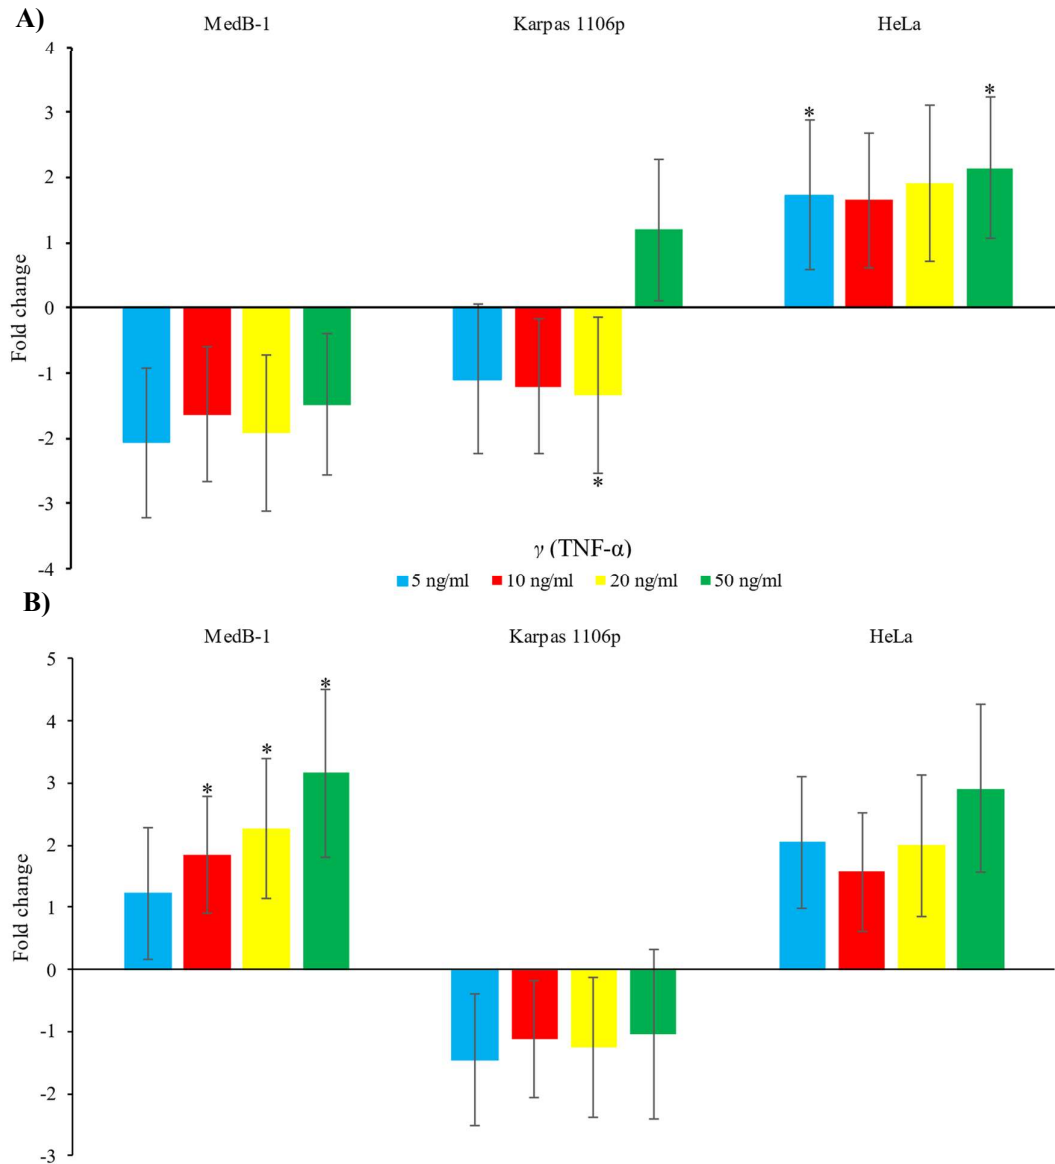 A)
MedB-1 Karpas 1106p HeLa
4
3
2
1
0
-1
-2
-3
-4
Fold change
* * *
γ (TNF-α)
5 ng/ml 10 ng/ml 20 ng/ml 50 ng/ml
B)
MedB-1 Karpas 1106p HeLa
5
4
3
2
1
0
-1
-2
-3
Fold change
* * *